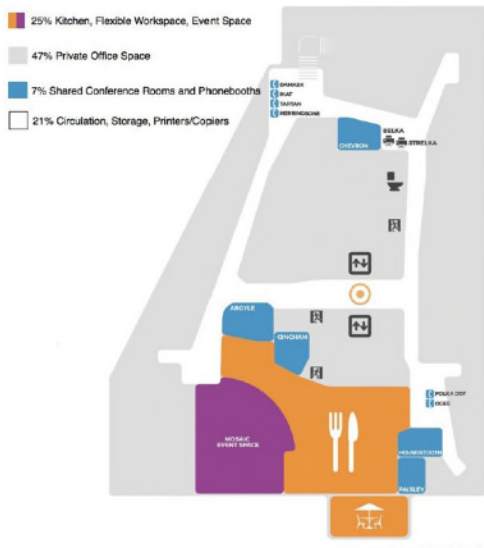 25% Kitchen, Flexible Workspace, Event Space
47% Private Office Space
7% Shared Conference Rooms and Phonebooths
21% Circulation, Storage, Printers/Copiers
DAMASK
IKAT
TARTAN
HERRINGBONE
BELKA
STRELKA
CHEVRON
ARGYLE
GINGHAM
POLKA DOT
MOSAIC
EVENT SPACE
HOUNDSTOOTH
PAISLEY